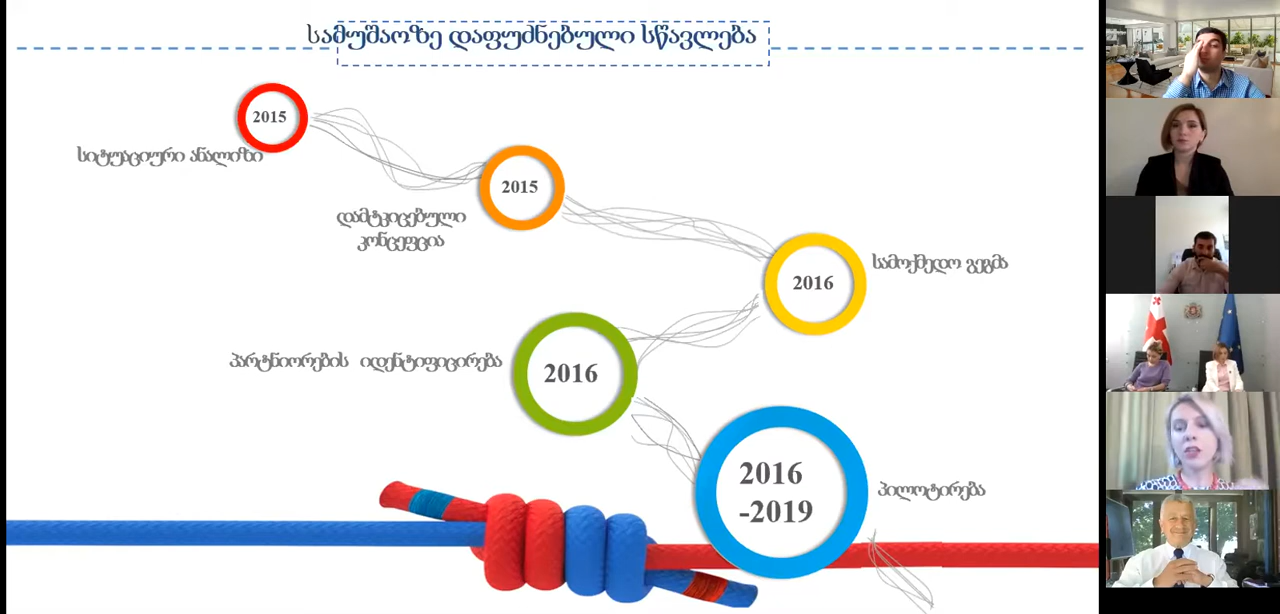 სამუშაოზე დაფუძნებული სწავლება
2015
სიტუაციური ანალიზი
2015
დამტკიცებული
კონცეფცია
2016
სამოქმედო გეგმა
პარტნიორების იდენტიფიცირება
2016
2016
-2019
პილოტირება